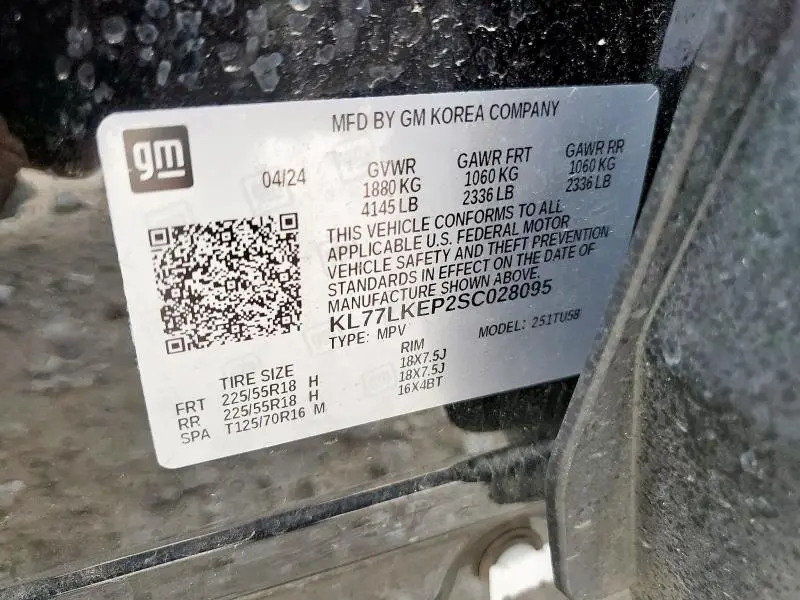 MFD BY GM KOREA COMPANY
gm
04/24
GVWR
1880 KG
4145 LB
GAWR FRT
1060 KG
2336 LB
GAWR RR
1060 KG
2336 LB
THIS VEHICLE CONFORMS TO ALL
APPLICABLE U.S. FEDERAL MOTOR
VEHICLE SAFETY AND THEFT PREVENTION
STANDARDS IN EFFECT ON THE DATE OF
MANUFACTURE SHOWN ABOVE.
KL77LKEP2SC028095
TYPE: MPV MODEL: 251TU58
TIRE SIZE RIM
FRT 225/55R18 H 18X7.5J
RR 225/55R18 H 18X7.5J
SPA T125/70R16 M 16X4BT